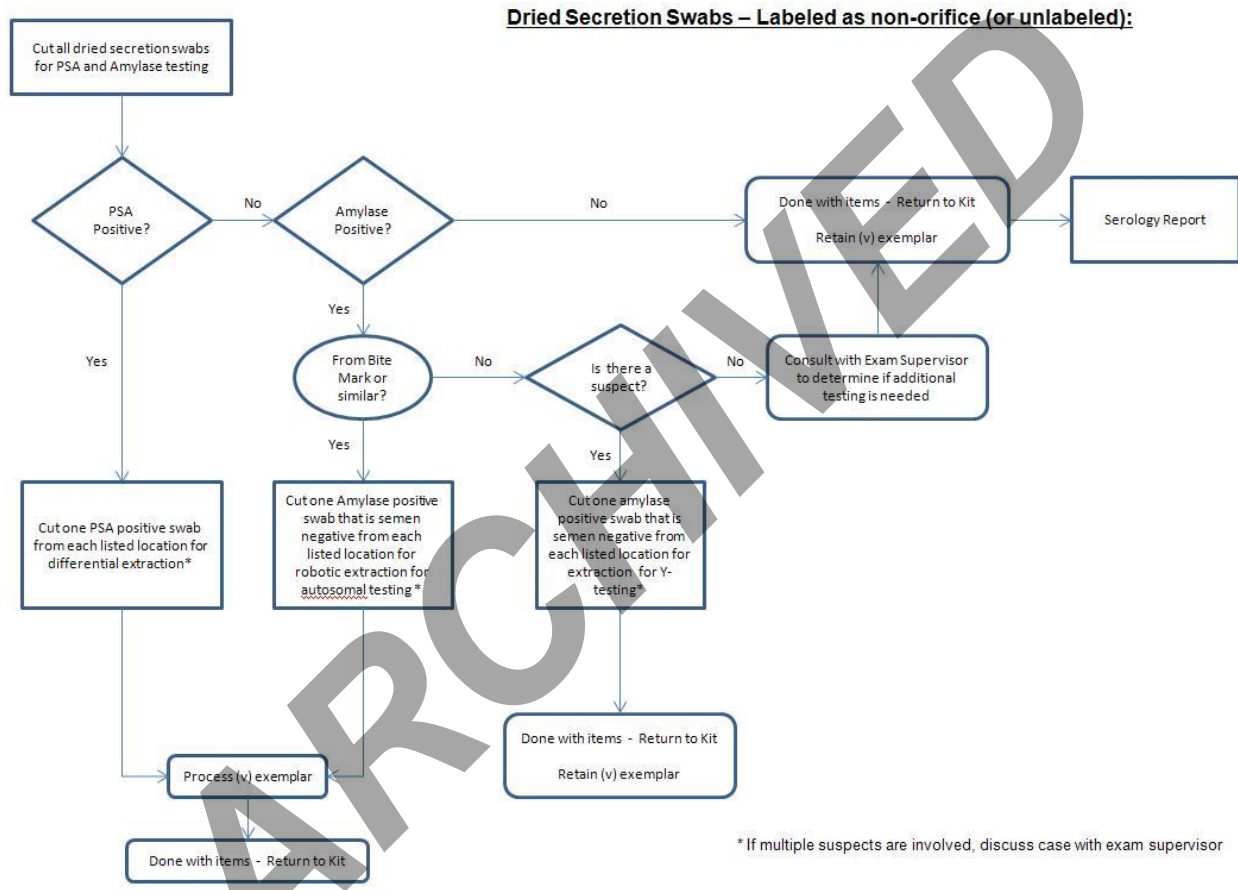 Dried Secretion Swabs – Labeled as non-orifice (or unlabeled):
Cut all dried secretion swabs
for PSA and Amylase testing
PSA
Positive?
No
Amylase
Positive?
No
Done with items - Return to Kit
Retain (v) exemplar
Serology Report
Yes
Yes
From Bite
Mark or
similar?
No
Is there a
suspect?
No
Consult with Exam Supervisor
to determine if additional
testing is needed
Yes
Yes
Cut one PSA positive swab
from each listed location for
differential extraction*
Cut one Amylase positive
swab that is semen
negative from each
listed location for
robotic extraction for
autosomal testing *
Cut one amylase
positive swab that is
semen negative from
each listed location for
extraction for Y-
testing*
Done with items - Return to Kit
Retain (v) exemplar
Process (v) exemplar
Done with items - Return to Kit
* If multiple suspects are involved, discuss case with exam supervisor
ARCHIVED